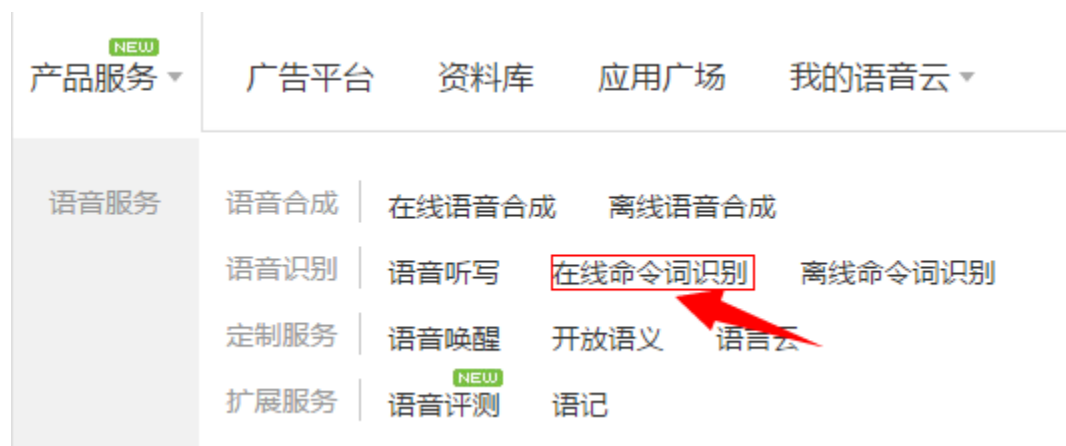 NEW
产品服务 广告平台 资料库 应用广场 我的语音云
语音服务 语音合成 在线语音合成 离线语音合成
语音识别 语音听写 在线命令词识别 离线命令词识别
定制服务 语音唤醒 开放语义 语言云
NEW
扩展服务 语音评测 语记